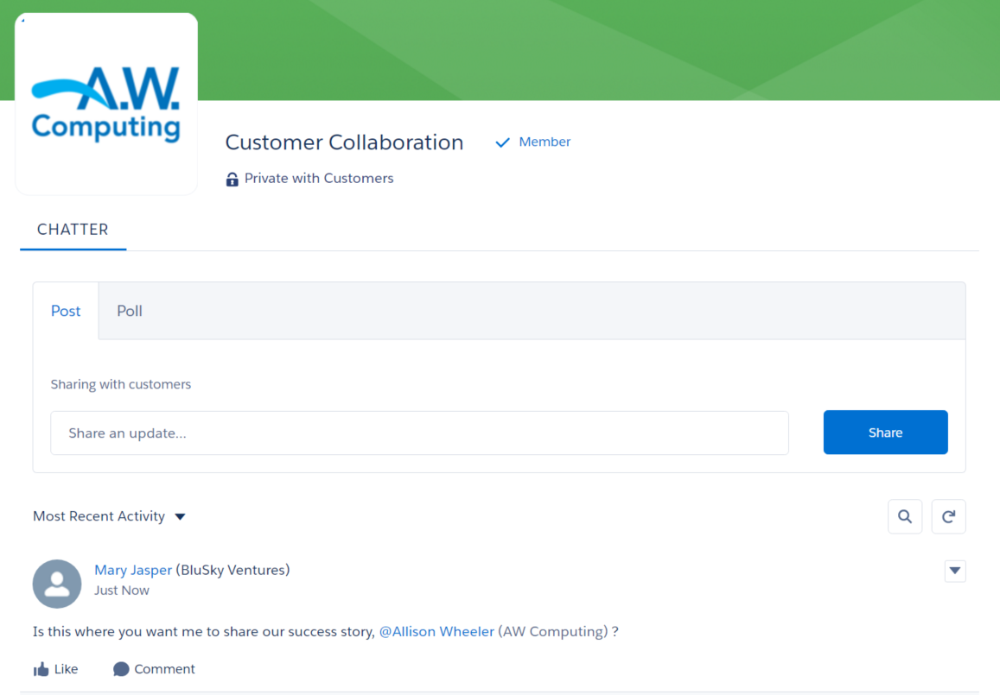 A.W.
Computing
Customer Collaboration
Member
Private with Customers
CHATTER
Post
Poll
Sharing with customers
Share an update...
Share
Most Recent Activity
Mary Jasper (BluSky Ventures)
Just Now
Is this where you want me to share our success story, @Allison Wheeler (AW Computing) ?
Like
Comment